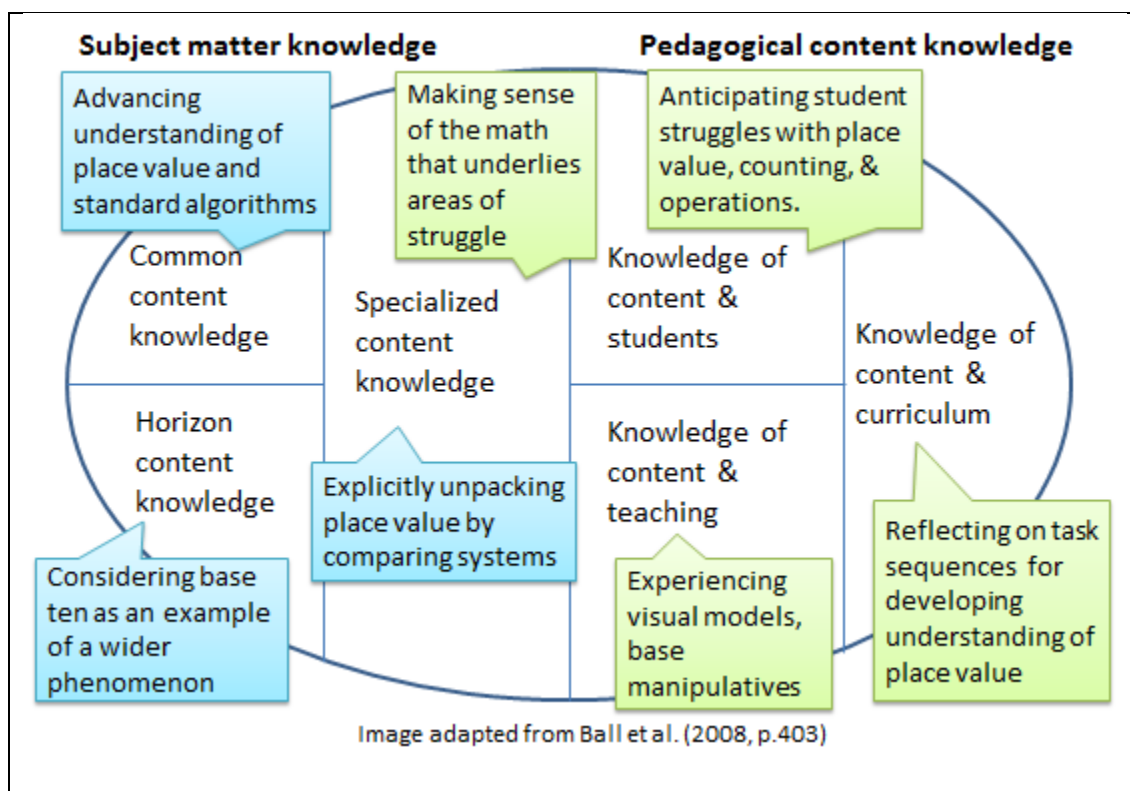 Subject matter knowledge
Pedagogical content knowledge
Advancing
understanding of
place value and
standard algorithms
Making sense
of the math
that underlies
areas of
struggle
Anticipating student
struggles with place
value, counting, &
operations.
Common
content
knowledge
Specialized
content
knowledge
Knowledge of
content &
students
Knowledge of
content &
curriculum
Horizon
content
knowledge
Knowledge of
content &
teaching
Explicitly unpacking
place value by
comparing systems
Considering base
ten as an example
of a wider
phenomenon
Experiencing
visual models,
base
manipulatives
Reflecting on task
sequences for
developing
understanding of
place value
Image adapted from Ball et al. (2008, p.403)